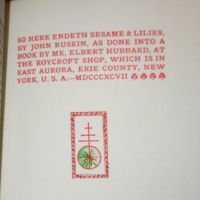 SO HERE ENDETH SESAME & LILIES,
BY JOHN RUSKIN, AS DONE INTO A
BOOK BY ME, ELBERT HUBBARD, AT
THE ROYCROFT SHOP, WHICH IS IN
EAST AURORA, ERIE COUNTY, NEW
YORK, U. S. A.—MDCCCXCVII